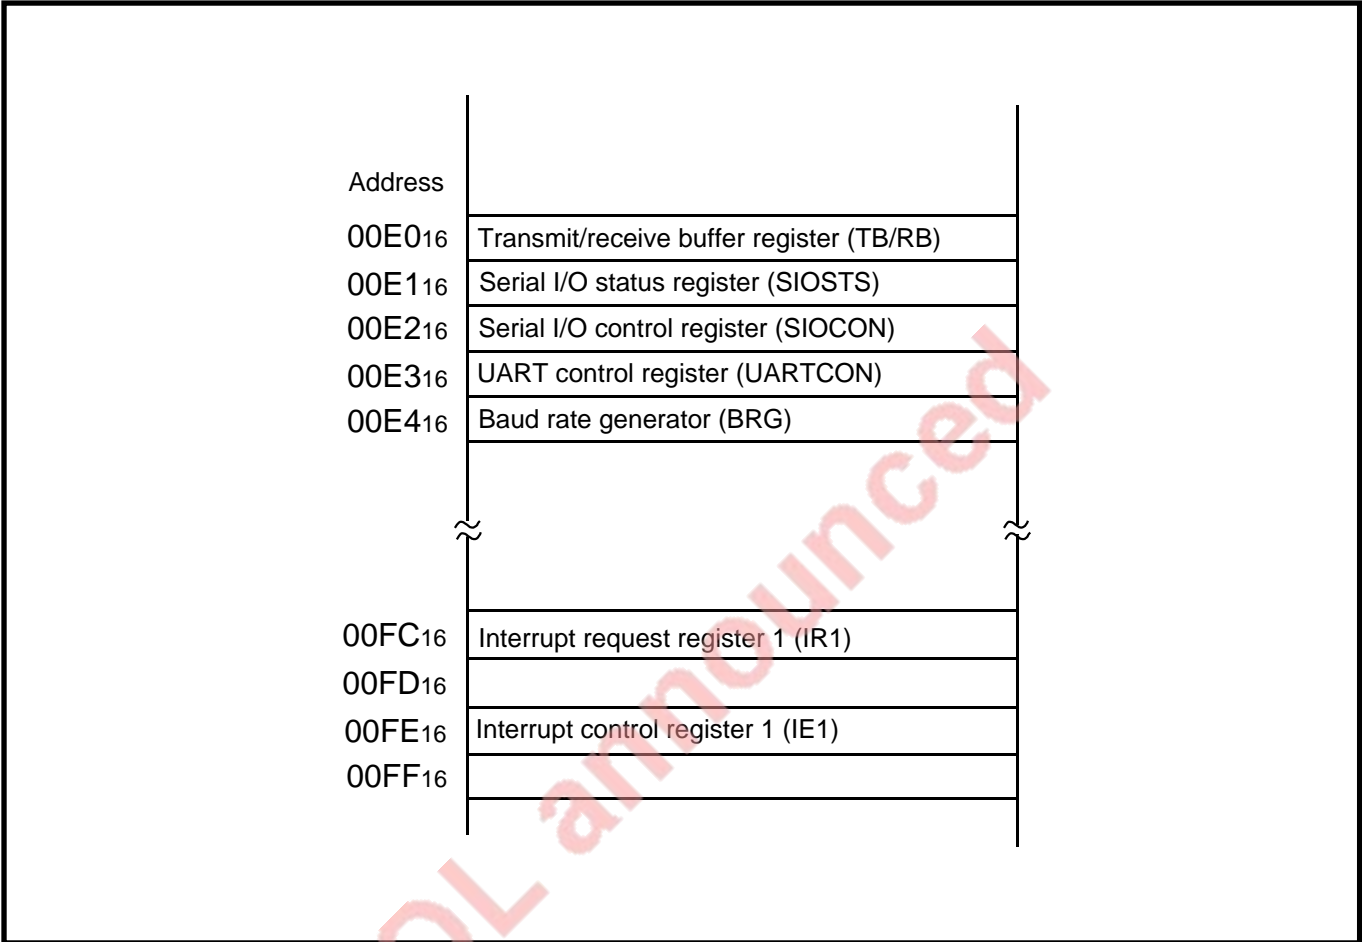 Address
00E016 Transmit/receive buffer register (TB/RB)
00E116 Serial I/O status register (SIOSTS)
00E216 Serial I/O control register (SIOCON)
00E316 UART control register (UARTCON)
00E416 Baud rate generator (BRG)
00FC16 Interrupt request register 1 (IR1)
00FD16
00FE16 Interrupt control register 1 (IE1)
00FF16
OL announced